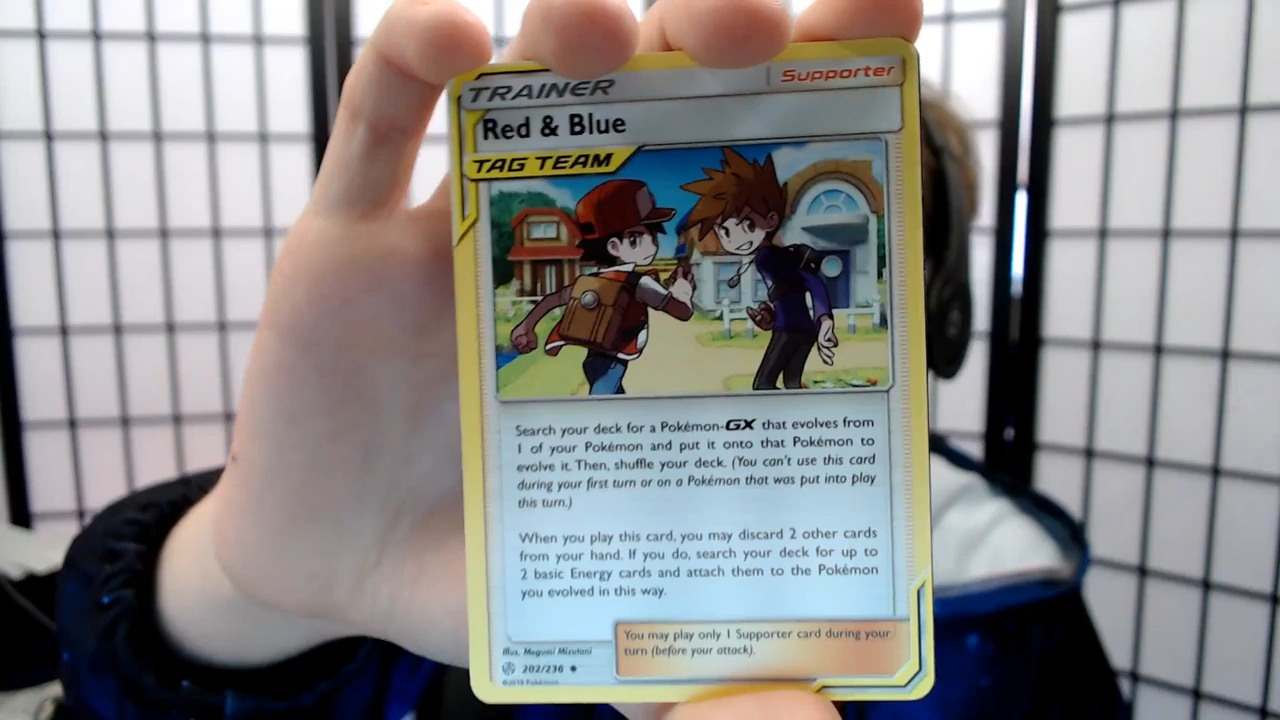 TRAINER
Supporter
Red & Blue
TAG TEAM
Search your deck for a Pokémon-GX that evolves from
1 of your Pokémon and put it onto that Pokémon to
evolve it. Then, shuffle your deck. (You can't use this card
during your first turn or on a Pokémon that was put into play
this turn.)
When you play this card, you may discard 2 other cards
from your hand. If you do, search your deck for up to
2 basic Energy cards and attach them to the Pokémon
you evolved in this way.
You may play only 1 Supporter card during your
turn (before your attack).
Illus. Megumi Mizutani
202/236
©2019 Pokémon